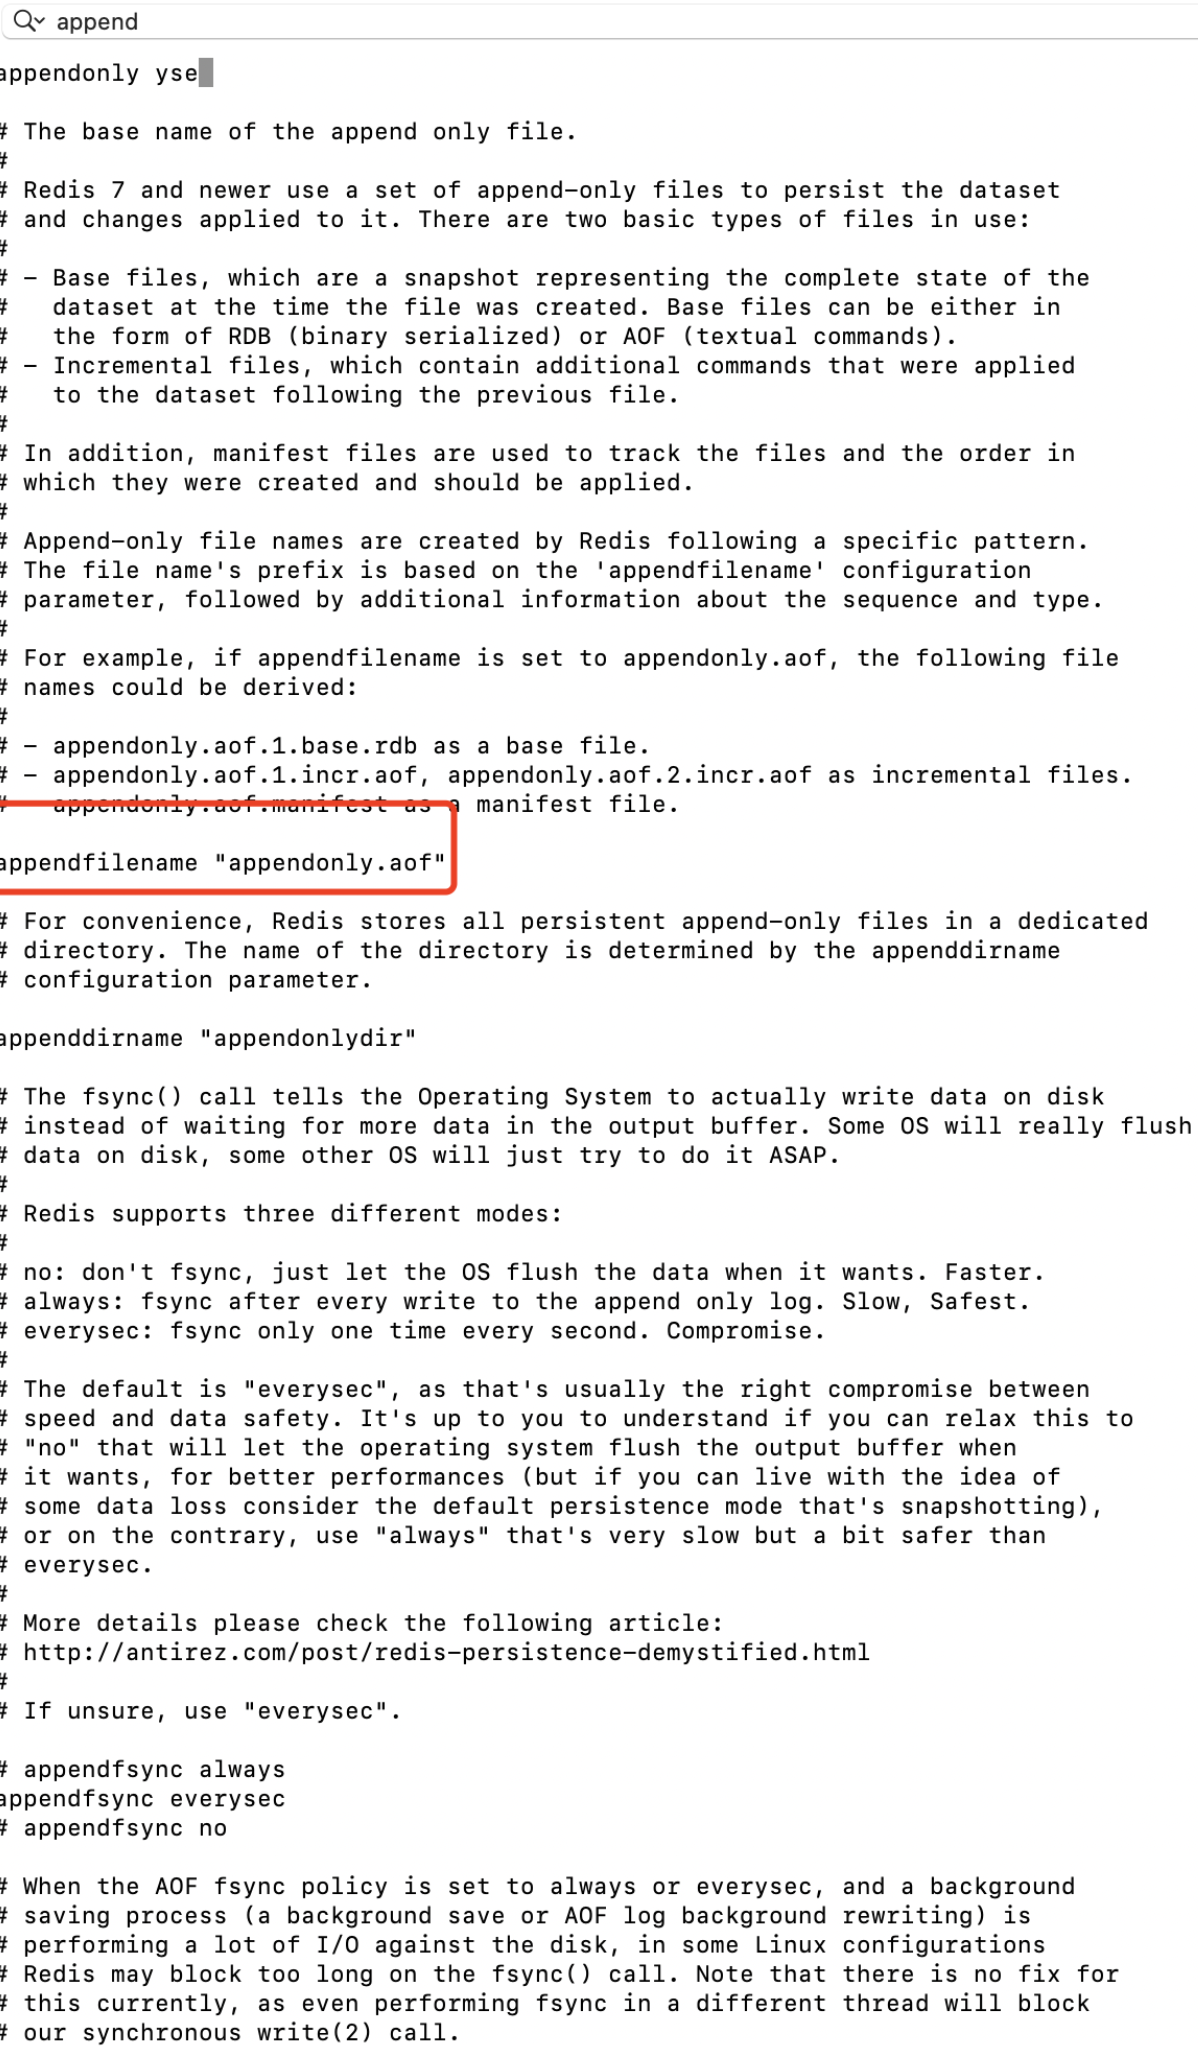 append
appendonly yse
# The base name of the append only file.
#
# Redis 7 and newer use a set of append-only files to persist the dataset
# and changes applied to it. There are two basic types of files in use:
#
# - Base files, which are a snapshot representing the complete state of the
#   dataset at the time the file was created. Base files can be either in
#   the form of RDB (binary serialized) or AOF (textual commands).
# - Incremental files, which contain additional commands that were applied
#   to the dataset following the previous file.
#
# In addition, manifest files are used to track the files and the order in
# which they were created and should be applied.
#
# Append-only file names are created by Redis following a specific pattern.
# The file name's prefix is based on the 'appendfilename' configuration
# parameter, followed by additional information about the sequence and type.
#
# For example, if appendfilename is set to appendonly.aof, the following file
# names could be derived:
#
# - appendonly.aof.1.base.rdb as a base file.
# - appendonly.aof.1.incr.aof, appendonly.aof.2.incr.aof as incremental files.
# - appendonly.aof.manifest as a manifest file.
appendfilename "appendonly.aof"
# For convenience, Redis stores all persistent append-only files in a dedicated
# directory. The name of the directory is determined by the appenddirname
# configuration parameter.
appenddirname "appendonlydir"
# The fsync() call tells the Operating System to actually write data on disk
# instead of waiting for more data in the output buffer. Some OS will really flush
# data on disk, some other OS will just try to do it ASAP.
#
# Redis supports three different modes:
#
# no: don't fsync, just let the OS flush the data when it wants. Faster.
# always: fsync after every write to the append only log. Slow, Safest.
# everysec: fsync only one time every second. Compromise.
#
# The default is "everysec", as that's usually the right compromise between
# speed and data safety. It's up to you to understand if you can relax this to
# "no" that will let the operating system flush the output buffer when
# it wants, for better performances (but if you can live with the idea of
# some data loss consider the default persistence mode that's snapshotting),
# or on the contrary, use "always" that's very slow but a bit safer than
# everysec.
#
# More details please check the following article:
# http://antirez.com/post/redis-persistence-demystified.html
#
# If unsure, use "everysec".
# appendfsync always
appendfsync everysec
# appendfsync no
# When the AOF fsync policy is set to always or everysec, and a background
# saving process (a background save or AOF log background rewriting) is
# performing a lot of I/O against the disk, in some Linux configurations
# Redis may block too long on the fsync() call. Note that there is no fix for
# this currently, as even performing fsync in a different thread will block
# our synchronous write(2) call.